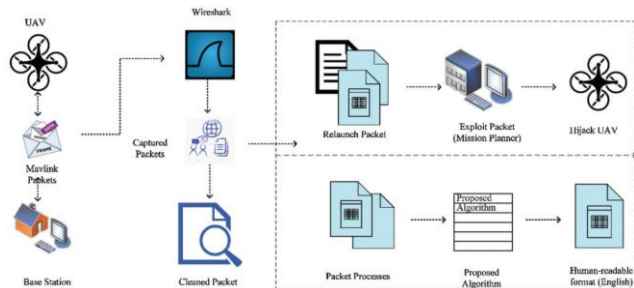 UAV
Mavlink
Packets
Base Station
Wireshark
Captured
Packets
Cleaned Packet
Relaunch Packet
Exploit Packet
(Mission Planner)
Hijack UAV
Packet Processes
Proposed
Algorithm
Proposed
Algorithm
Human-readable
format (English)